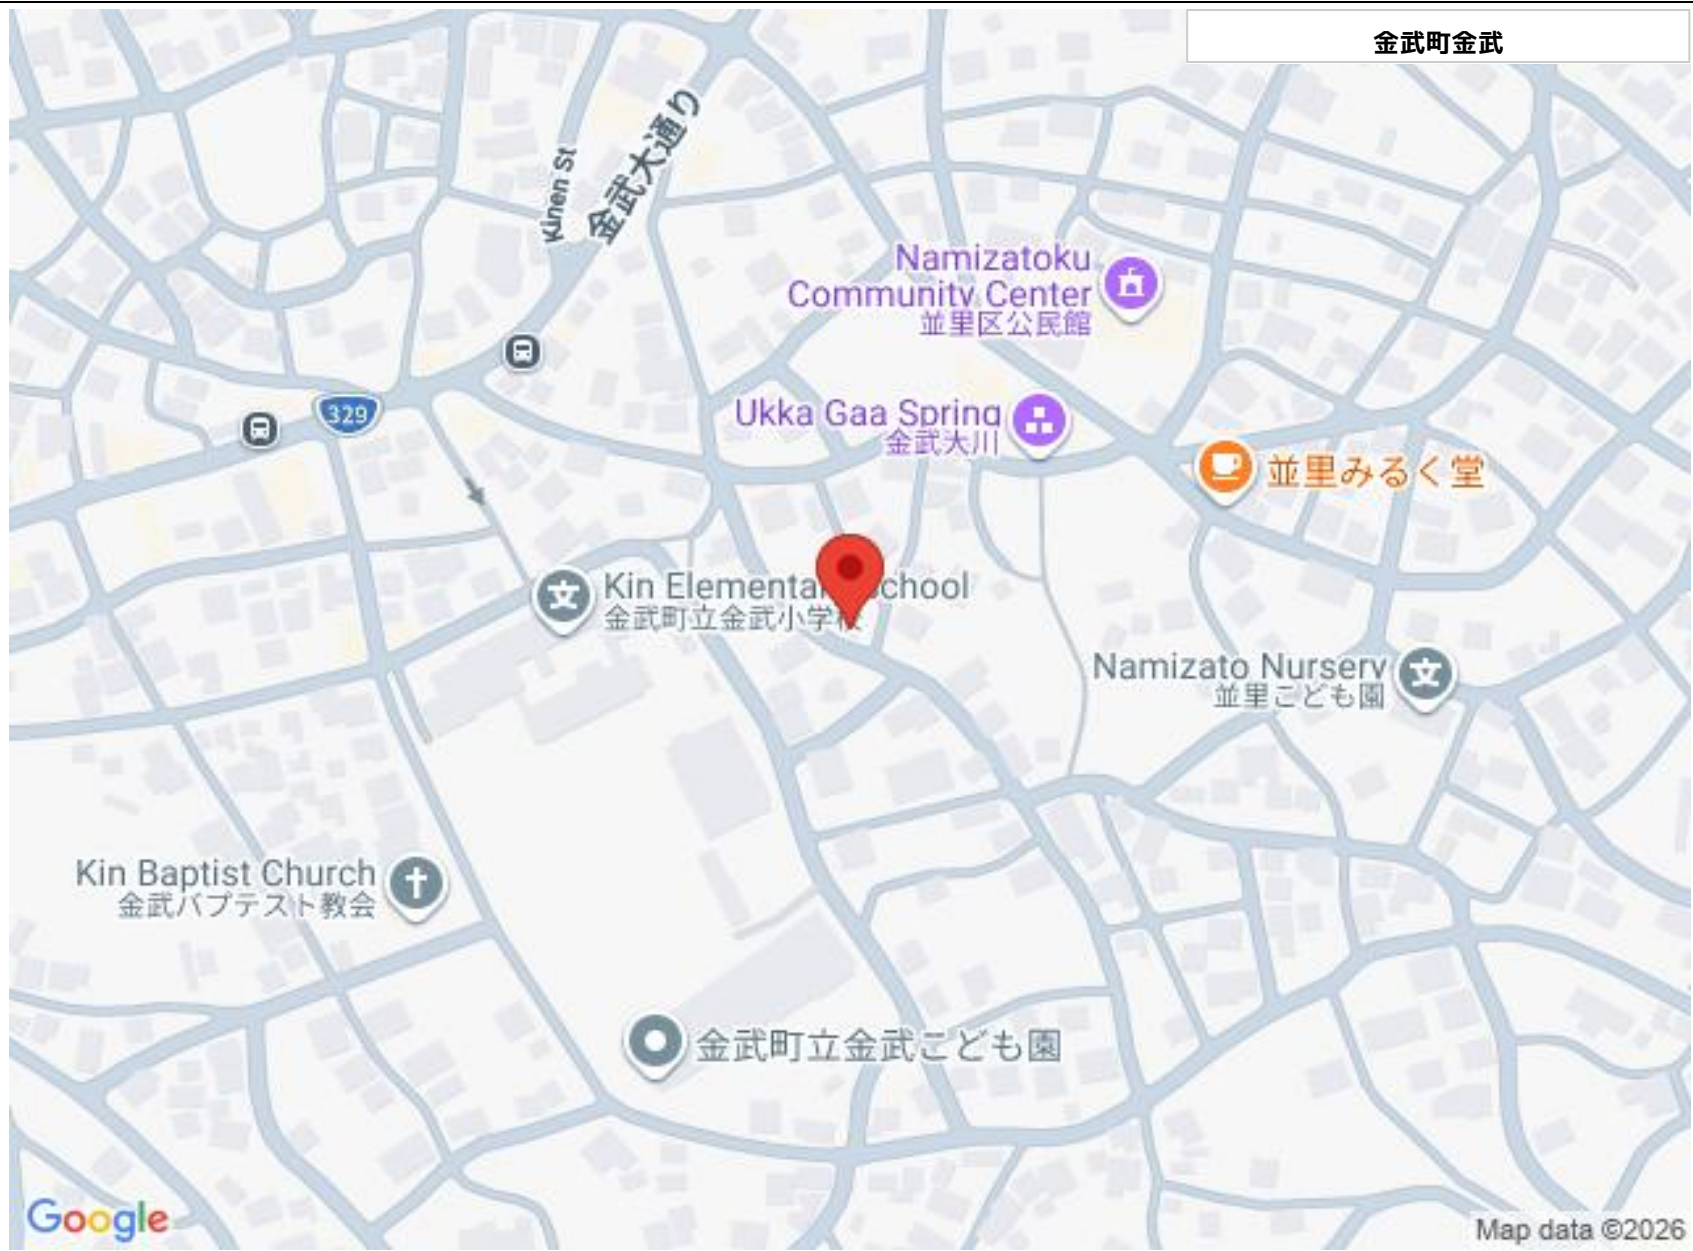 金武町金武
Kinen St
金武大通り
Namizatoku
Community Center
並里区公民館
329
Ukka Gaa Spring
金武大川
並里みるく堂
Kin Elementary School
金武町立金武小学校
Namizato Nursery
並里こども園
Kin Baptist Church
金武バプテスト教会
金武町立金武こども園
Google
Map data ©2026